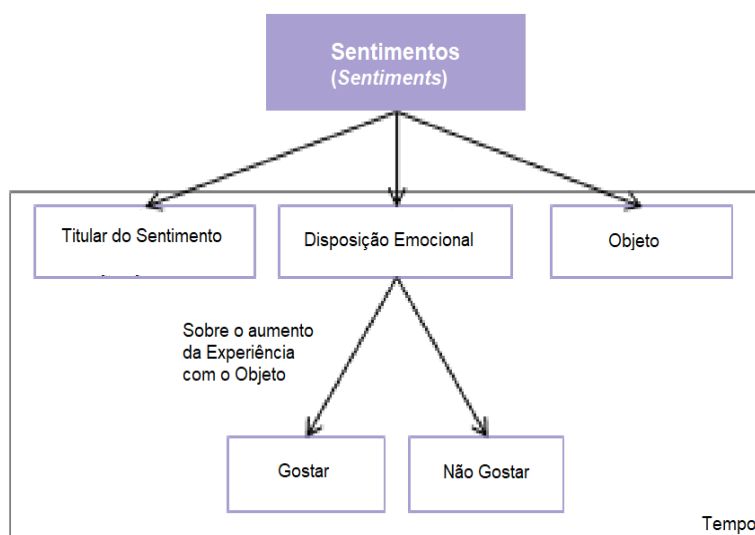 Sentimentos
(Sentiments)
Titular do Sentimento
Disposição Emocional
Objeto
Sobre o aumento
da Experiência
com o Objeto
Gostar
Não Gostar
Tempo